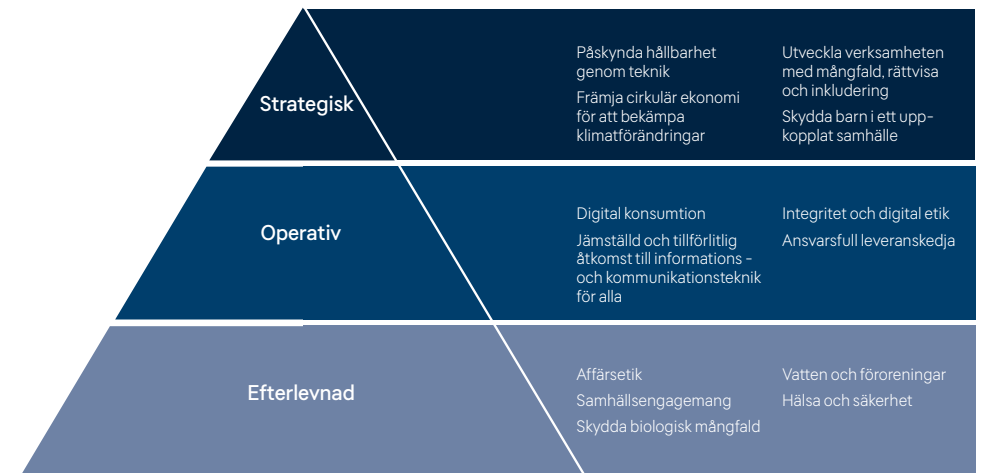 Strategisk
Påskynda hållbarhet
genom teknik
Främja cirkulär ekonomi
för att bekämpa
klimatförändringar
Utveckla verksamheten
med mångfald, rättvisa
och inkludering
Skydda barn i ett upp-
kopplat samhälle
Operativ
Digital konsumtion
Jämställd och tillförlitlig
åtkomst till informations -
och kommunikationsteknik
för alla
Integritet och digital etik
Ansvarsfull leveranskedja
Efterlevnad
Affärsetik
Samhällsengagemang
Skydda biologisk mångfald
Vatten och föroreningar
Hälsa och säkerhet